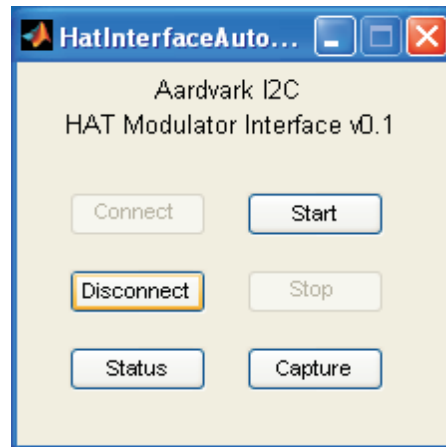 HatInterfaceAuto...
Aardvark I2C
HAT Modulator Interface v0.1
Connect Start
Disconnect Stop
Status Capture